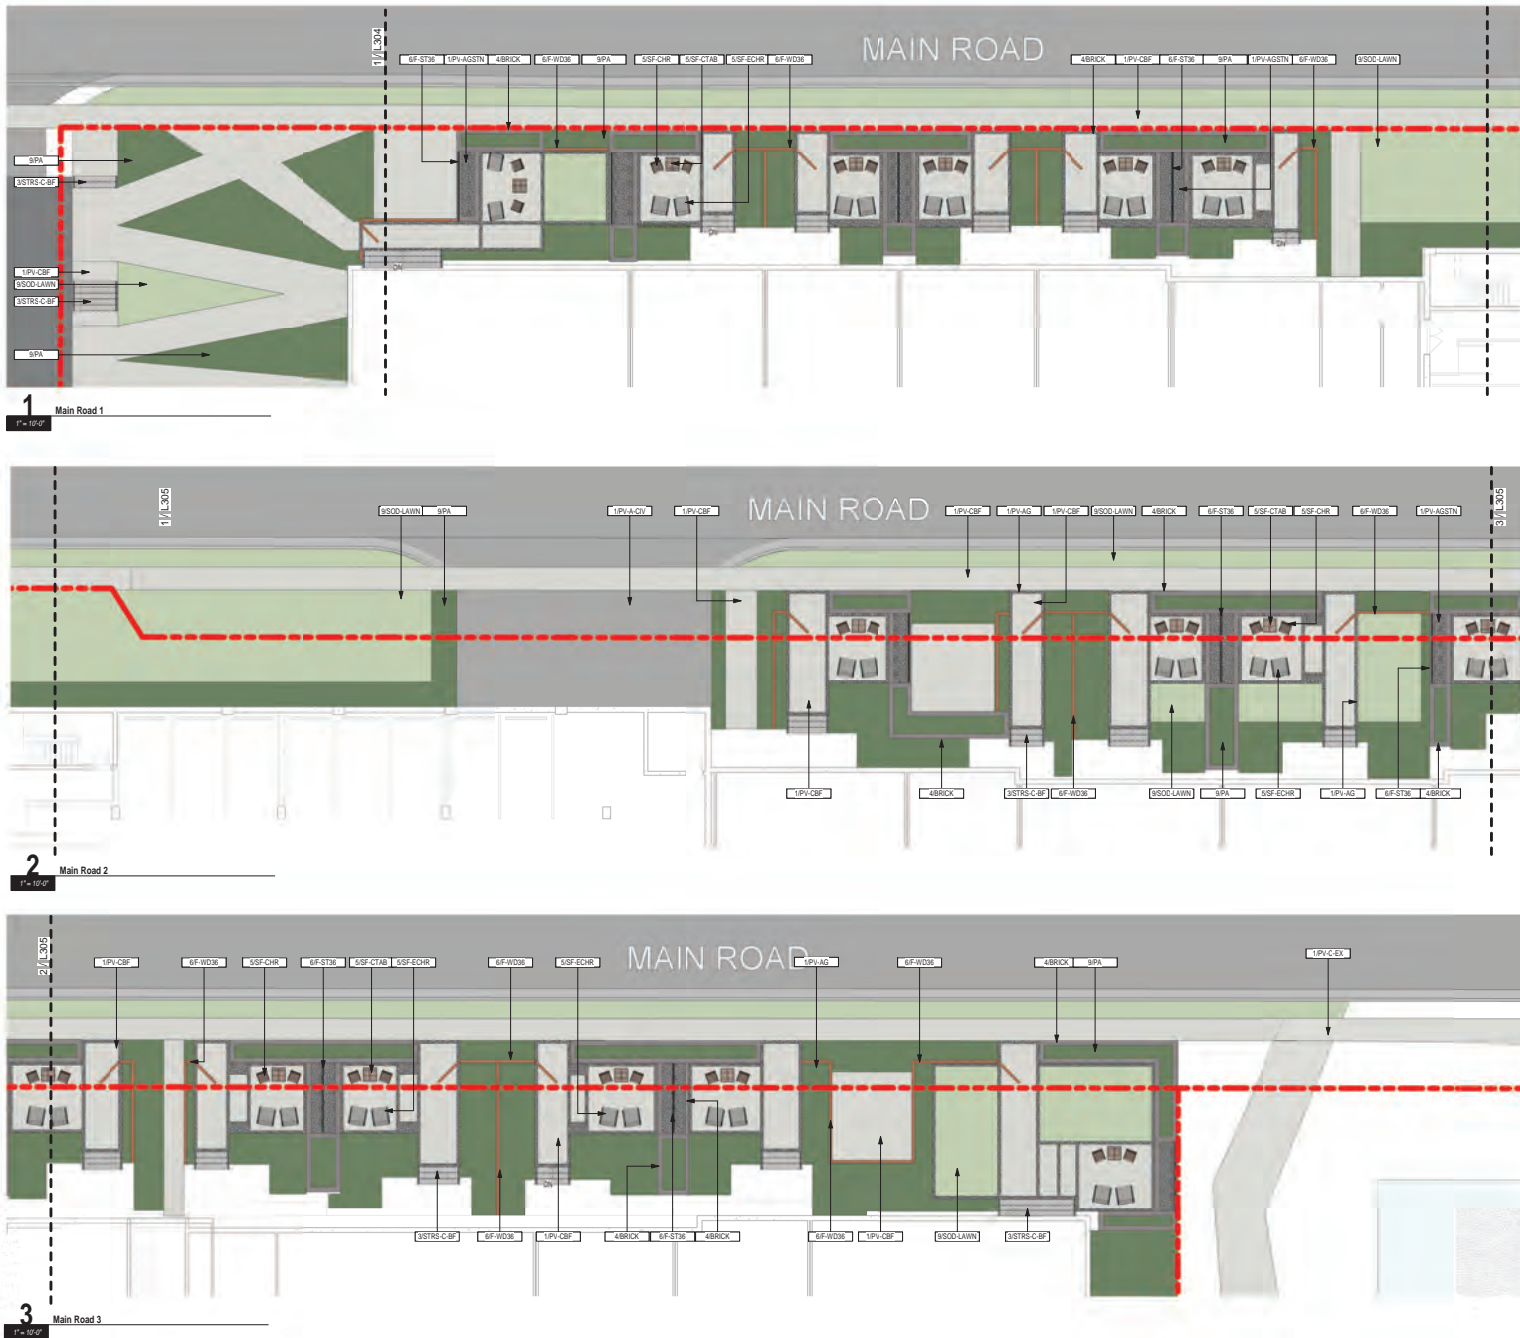 MAIN ROAD
1/L304
6/F-ST36 1/PV-AGSTN 4/BRICK 6/F-WD36 9/PA 5/SF-CHR 5/SF-CTAB 5/SF-ECHR 6/F-WD36 4/BRICK 1/PV-CBF 6/F-ST36 9/PA 1/PV-AGSTN 6/F-WD36 9/SOD-LAWN
9/PA
3/STRS-C-BF
DN
DN
DN
1/PV-CBF
9/SOD-LAWN
3/STRS-C-BF
9/PA
1 Main Road 1
1" = 10'-0"
MAIN ROAD
1/L305
3/L305
9/SOD-LAWN 9/PA 1/PV-A-CIV 1/PV-CBF 1/PV-CBF 1/PV-AG 1/PV-CBF 9/SOD-LAWN 4/BRICK 6/F-ST36 5/SF-CTAB 5/SF-CHR 6/F-WD36 1/PV-AGSTN
1/PV-CBF 4/BRICK 3/STRS-C-BF 6/F-WD36 9/SOD-LAWN 9/PA 5/SF-ECHR 1/PV-AG 6/F-ST36 4/BRICK
2 Main Road 2
1" = 10'-0"
MAIN ROAD
2/L305
1/PV-CBF 6/F-WD36 5/SF-CHR 6/F-ST36 5/SF-CTAB 5/SF-ECHR 6/F-WD36 5/SF-ECHR 1/PV-AG 6/F-WD36 4/BRICK 9/PA 1/PV-C-EX
DN
3/STRS-C-BF 6/F-WD36 1/PV-CBF 4/BRICK 6/F-ST36 4/BRICK 6/F-WD36 1/PV-CBF 9/SOD-LAWN 3/STRS-C-BF
3 Main Road 3
1" = 10'-0"